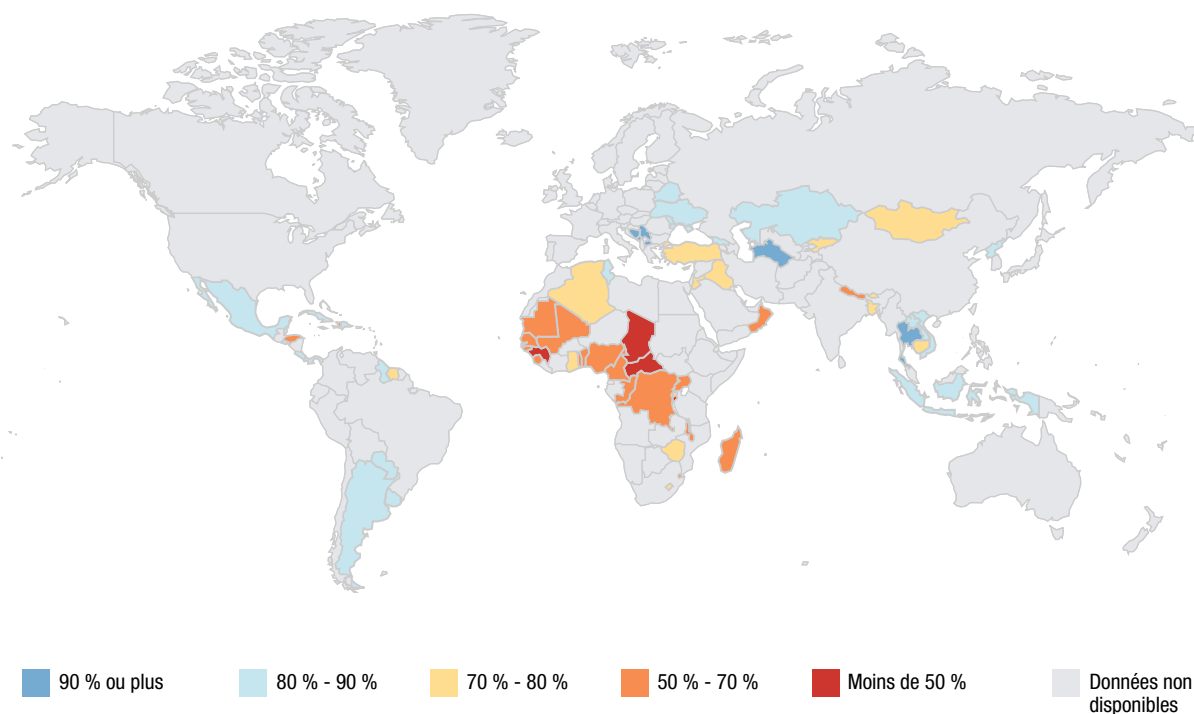 90 % ou plus
80 % - 90 %
70 % - 80 %
50 % - 70 %
Moins de 50 %
Données non
disponibles